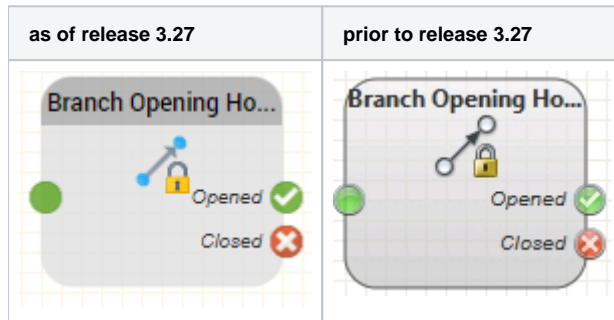 as of release 3.27
prior to release 3.27
Branch Opening Ho...
Opened
Closed
Branch Opening Ho...
Opened
Closed